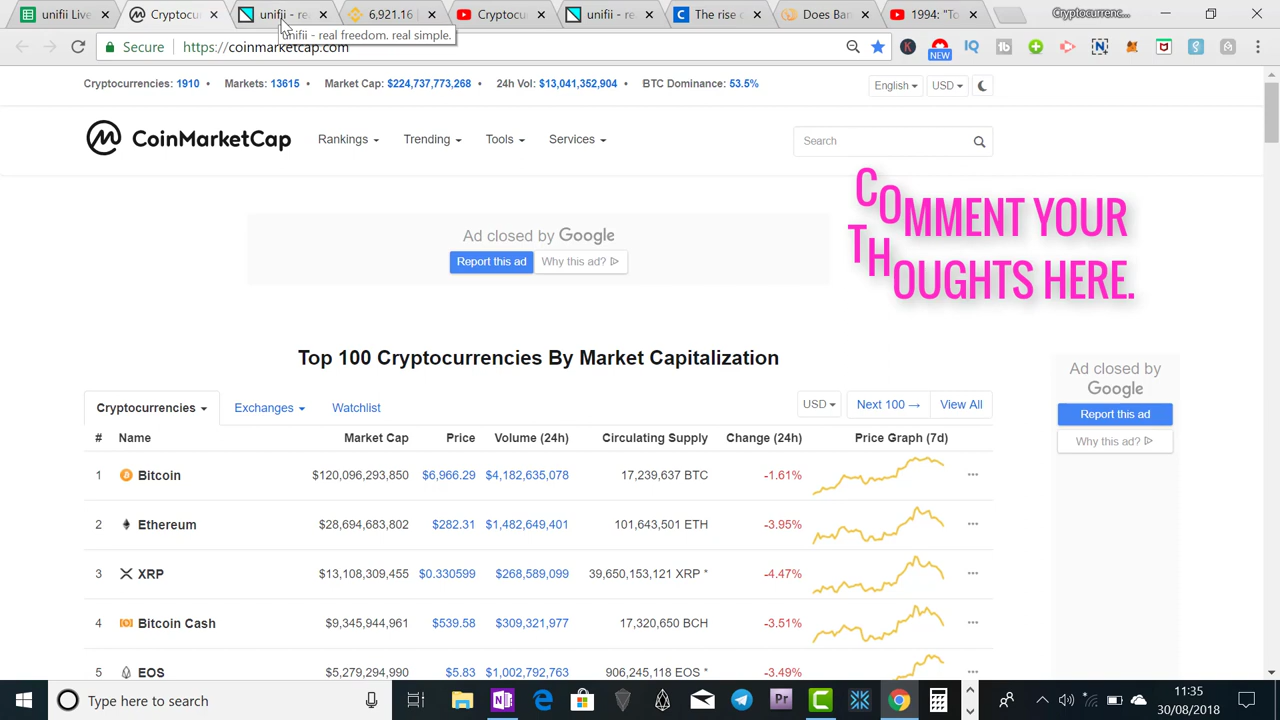 unifii Live
Cryptocu
unifii - re
6,921.16 |
Cryptocu
unifii - re
The rise c
Does Ban
1994: "To
Cryptocurrenc...
unifii - real freedom. real simple.
Secure
https://coinmarketcap.com
NEW
Cryptocurrencies: 1910 • Markets: 13615 • Market Cap: $224,737,773,268 • 24h Vol: $13,041,352,904 • BTC Dominance: 53.5%
English
USD
CoinMarketCap
Rankings
Trending
Tools
Services
Search
COMMENT YOUR
THOUGHTS HERE.
Ad closed by Google
Report this ad
Why this ad?
Top 100 Cryptocurrencies By Market Capitalization
Ad closed by
Google
Report this ad
Why this ad?
Cryptocurrencies
Exchanges
Watchlist
USD
Next 100 →
View All
# Name Market Cap Price Volume (24h) Circulating Supply Change (24h) Price Graph (7d)
1 Bitcoin $120,096,293,850 $6,966.29 $4,182,635,078 17,239,637 BTC -1.61%
2 Ethereum $28,694,683,802 $282.31 $1,482,649,401 101,643,501 ETH -3.95%
3 XRP $13,108,309,455 $0.330599 $268,589,099 39,650,153,121 XRP * -4.47%
4 Bitcoin Cash $9,345,944,961 $539.58 $309,321,977 17,320,650 BCH -3.51%
5 EOS $5,279,294,990 $5.83 $1,002,792,763 906,245,118 EOS * -3.49%
Type here to search
11:35
30/08/2018